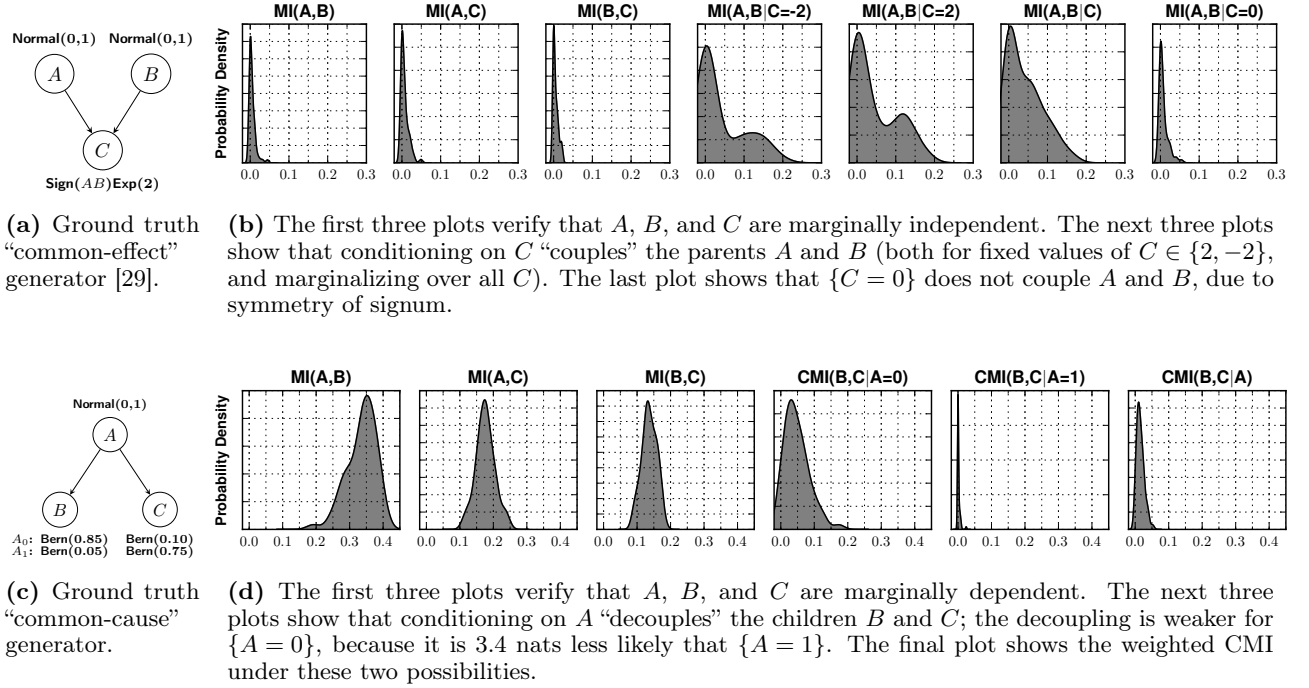 MI(A,B) MI(A,C) MI(B,C) MI(A,B|C=-2) MI(A,B|C=2) MI(A,B|C) MI(A,B|C=0)
Normal(0,1) Normal(0,1)
A B
C
Sign(AB)Exp(2)
Probability Density
0.0 0.1 0.2 0.3 0.0 0.1 0.2 0.3 0.0 0.1 0.2 0.3 0.0 0.1 0.2 0.3 0.0 0.1 0.2 0.3 0.0 0.1 0.2 0.3 0.0 0.1 0.2 0.3
(a) Ground truth
“common-effect”
generator [29].
(b) The first three plots verify that A, B, and C are marginally independent. The next three plots
show that conditioning on C “couples” the parents A and B (both for fixed values of C ∈ {2, −2},
and marginalizing over all C). The last plot shows that {C = 0} does not couple A and B, due to
symmetry of signum.
MI(A,B) MI(A,C) MI(B,C) CMI(B,C|A=0) CMI(B,C|A=1) CMI(B,C|A)
Normal(0,1)
A
B C
A0: Bern(0.85) Bern(0.10)
A1: Bern(0.05) Bern(0.75)
Probability Density
0.0 0.1 0.2 0.3 0.4 0.0 0.1 0.2 0.3 0.4 0.0 0.1 0.2 0.3 0.4 0.0 0.1 0.2 0.3 0.4 0.0 0.1 0.2 0.3 0.4 0.0 0.1 0.2 0.3 0.4
(c) Ground truth
“common-cause”
generator.
(d) The first three plots verify that A, B, and C are marginally dependent. The next three
plots show that conditioning on A “decouples” the children B and C; the decoupling is weaker for
{A = 0}, because it is 3.4 nats less likely that {A = 1}. The final plot shows the weighted CMI
under these two possibilities.